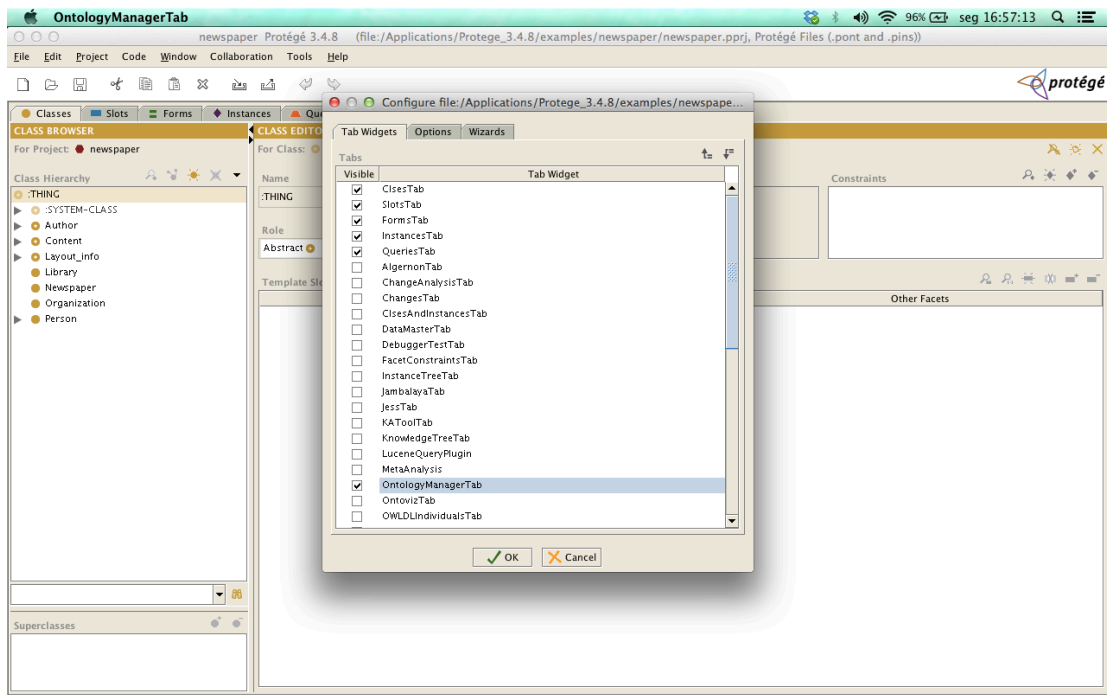 OntologyManagerTab 96% seg 16:57:13
newspaper Protégé 3.4.8 (file:/Applications/Protege_3.4.8/examples/newspaper/newspaper.pprj, Protégé Files (.pont and .pins))
File Edit Project Code Window Collaboration Tools Help
protégé
Configure file:/Applications/Protege_3.4.8/examples/newspape...
Classes Slots Forms Instances Qu
CLASS BROWSER
CLASS EDITO
For Project: newspaper
For Class:
Class Hierarchy
:THING
:SYSTEM-CLASS
Author
Content
Layout_info
Library
Newspaper
Organization
Person
Superclasses
Name
:THING
Role
Abstract
Template Slo
Constraints
Other Facets
Tab Widgets Options Wizards
Tabs
Visible Tab Widget
ClsesTab
SlotsTab
FormsTab
InstancesTab
QueriesTab
AlgernonTab
ChangeAnalysisTab
ChangesTab
ClsesAndInstancesTab
DataMasterTab
DebuggerTestTab
FacetConstraintsTab
InstanceTreeTab
JambalayaTab
JessTab
KAToolTab
KnowledgeTreeTab
LuceneQueryPlugin
MetaAnalysis
OntologyManagerTab
OntovizTab
OWLDLIndividualsTab
OK Cancel